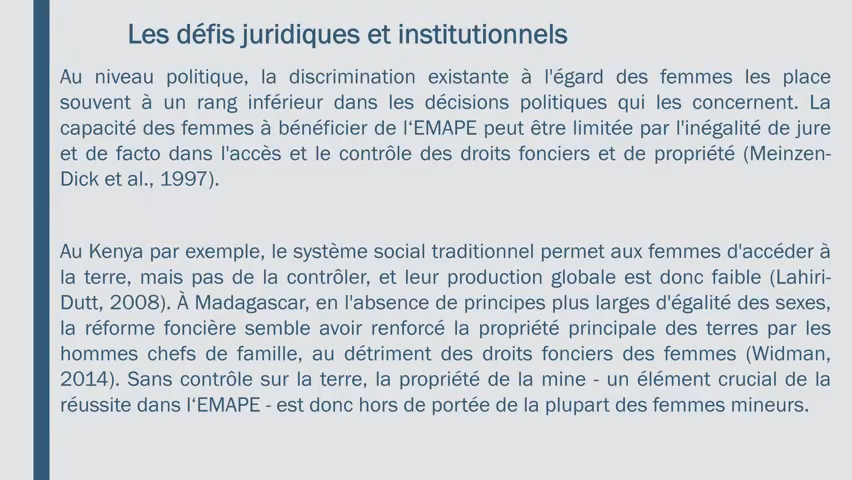 Les défis juridiques et institutionnels
Au niveau politique, la discrimination existante à l'égard des femmes les place
souvent à un rang inférieur dans les décisions politiques qui les concernent. La
capacité des femmes à bénéficier de l‘EMAPE peut être limitée par l'inégalité de jure
et de facto dans l'accès et le contrôle des droits fonciers et de propriété (Meinzen-
Dick et al., 1997).
Au Kenya par exemple, le système social traditionnel permet aux femmes d'accéder à
la terre, mais pas de la contrôler, et leur production globale est donc faible (Lahiri-
Dutt, 2008). À Madagascar, en l'absence de principes plus larges d'égalité des sexes,
la réforme foncière semble avoir renforcé la propriété principale des terres par les
hommes chefs de famille, au détriment des droits fonciers des femmes (Widman,
2014). Sans contrôle sur la terre, la propriété de la mine - un élément crucial de la
réussite dans l‘EMAPE - est donc hors de portée de la plupart des femmes mineurs.